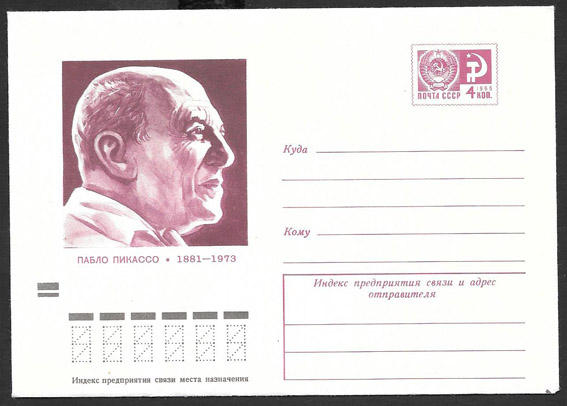 1966
ПОЧТА СССР 4 КОП.
Куда
Кому
ПАБЛО ПИКАССО • 1881—1973
Индекс предприятия связи и адрес
отправителя
Индекс предприятия связи места назначения